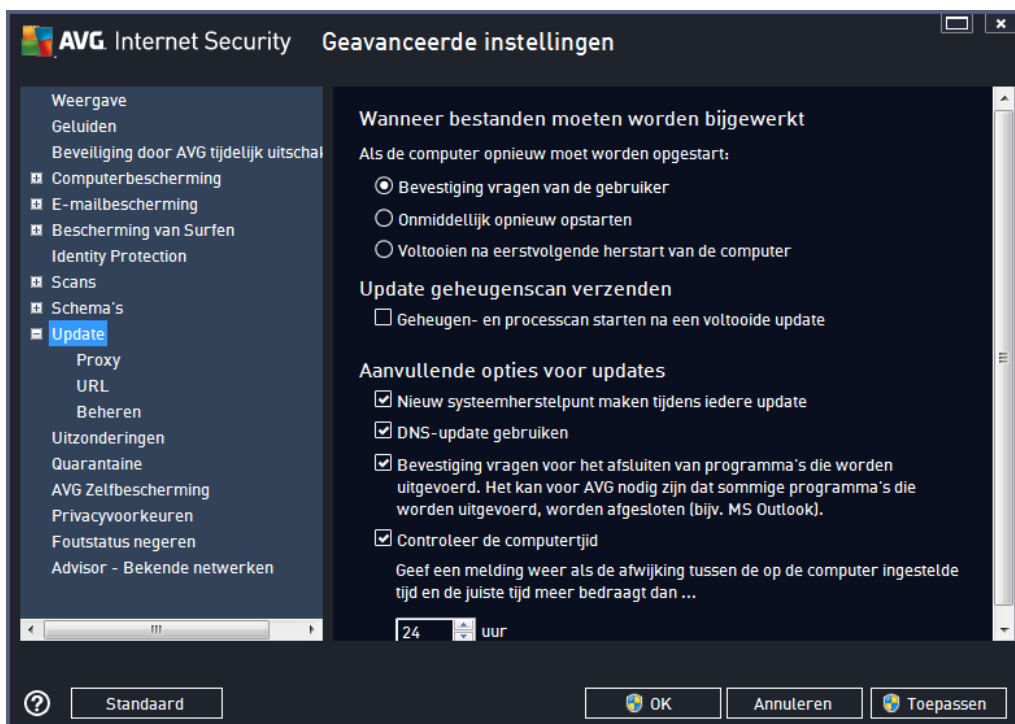 AVG. Internet Security
Geavanceerde instellingen
Weergave
Geluiden
Beveiliging door AVG tijdelijk uitschak
Computerbescherming
E-mailbescherming
Bescherming van Surfen
Identity Protection
Scans
Schema's
Update
Proxy
URL
Beheren
Uitzonderingen
Quarantaine
AVG Zelfbescherming
Privacyvoorkeuren
Foutstatus negeren
Advisor - Bekende netwerken
Wanneer bestanden moeten worden bijgewerkt
Als de computer opnieuw moet worden opgestart:
Bevestiging vragen van de gebruiker
Onmiddellijk opnieuw opstarten
Voltooien na eerstvolgende herstart van de computer
Update geheugenscan verzenden
Geheugen- en processcan starten na een voltooide update
Aanvullende opties voor updates
Nieuw systeemherstelpunt maken tijdens iedere update
DNS-update gebruiken
Bevestiging vragen voor het afsluiten van programma's die worden
uitgevoerd. Het kan voor AVG nodig zijn dat sommige programma's die
worden uitgevoerd, worden afgesloten (bijv. MS Outlook).
Controleer de computertjid
Geef een melding weer als de afwijking tussen de op de computer ingestelde
tijd en de juiste tijd meer bedraagt dan ...
24 uur
Standaard
OK
Annuleren
Toepassen